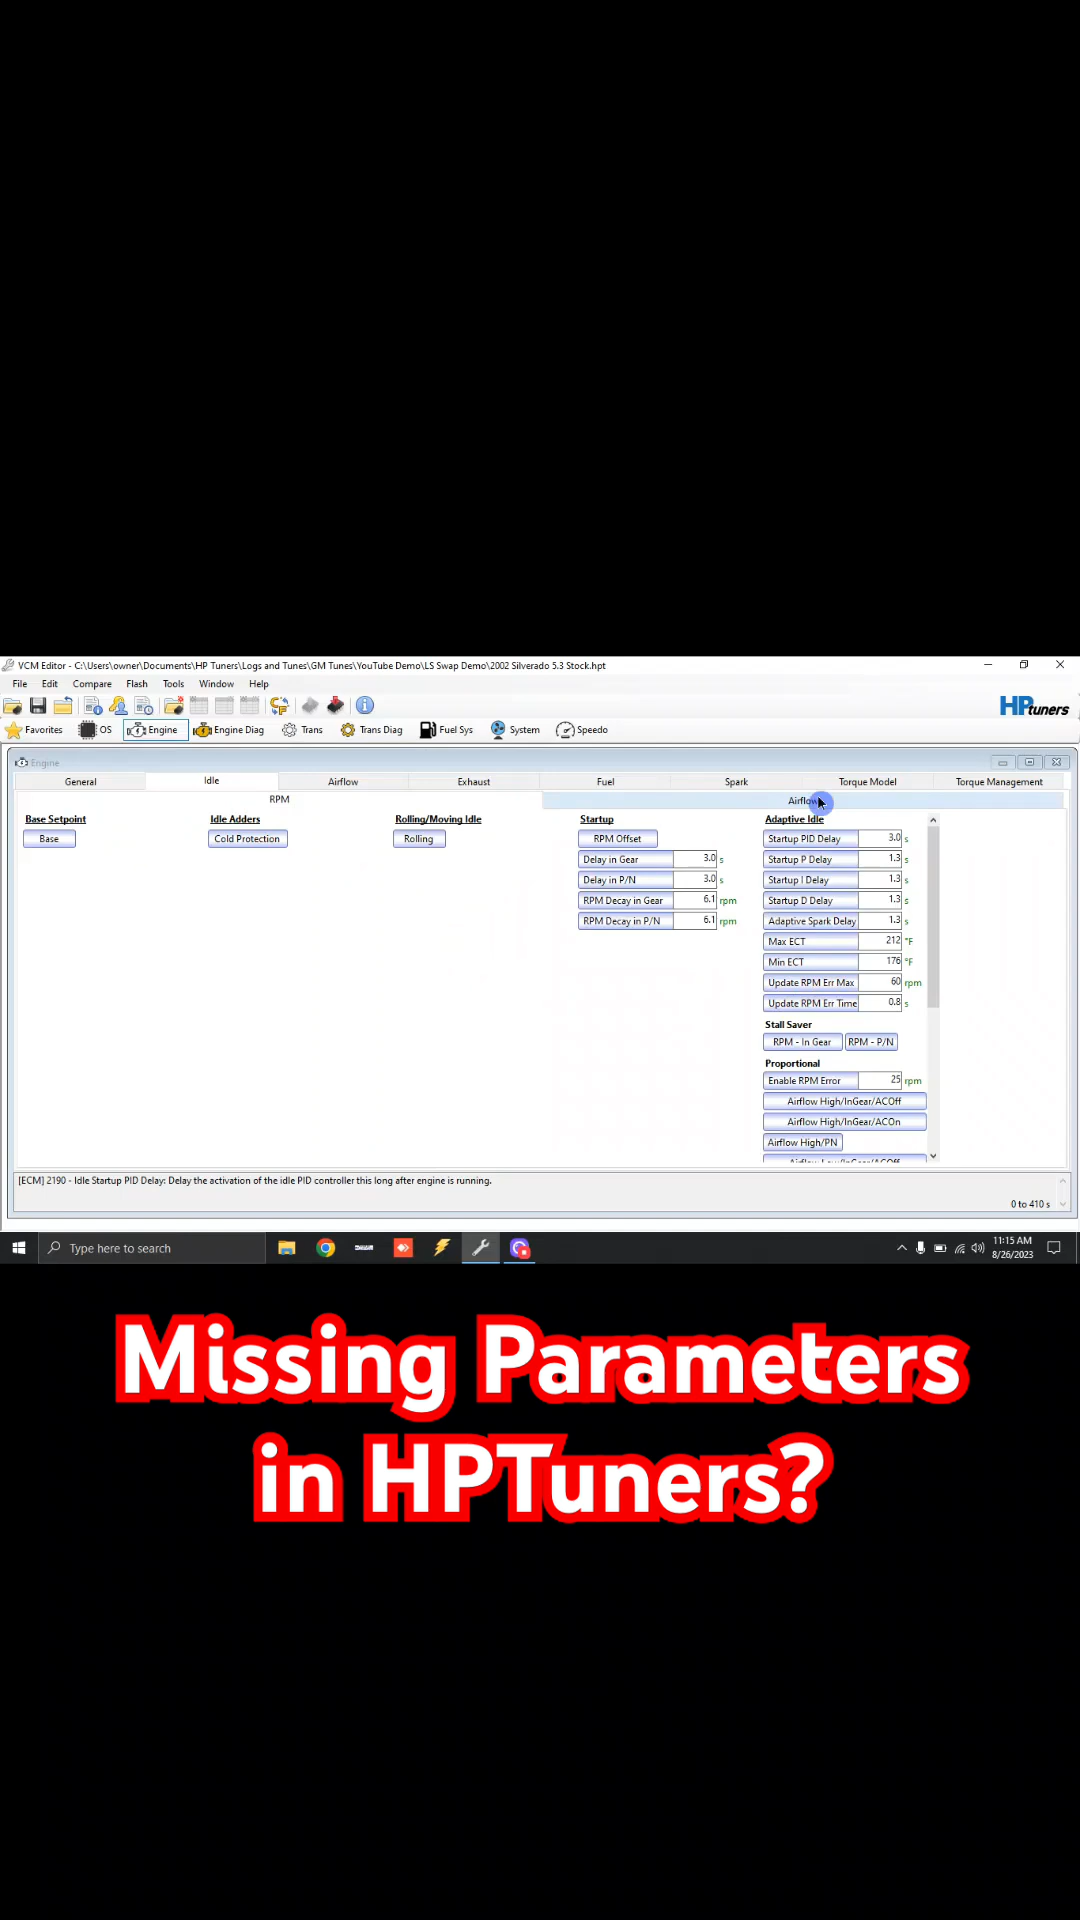 VCM Editor - C:\Users\owner\Documents\HP Tuners\Logs and Tunes\GM Tunes\YouTube Demo\LS Swap Demo\2002 Silverado 5.3 Stock.hpt
File Edit Compare Flash Tools Window Help
HPtuners
Favorites OS Engine Engine Diag Trans Trans Diag Fuel Sys System Speedo
Engine
General Idle Airflow Exhaust Fuel Spark Torque Model Torque Management
RPM Airflow
Base Setpoint Idle Adders Rolling/Moving Idle Startup Adaptive Idle
Base Cold Protection Rolling RPM Offset Startup PID Delay 3.0 s
Delay in Gear 3.0 s Startup P Delay 1.3 s
Delay in P/N 3.0 s Startup I Delay 1.3 s
RPM Decay in Gear 6.1 rpm Startup D Delay 1.3 s
RPM Decay in P/N 6.1 rpm Adaptive Spark Delay 1.3 s
Max ECT 212 °F
Min ECT 176 °F
Update RPM Err Max 60 rpm
Update RPM Err Time 0.8 s
Stall Saver
RPM - In Gear RPM - P/N
Proportional
Enable RPM Error 25 rpm
Airflow High/InGear/ACOff
Airflow High/InGear/ACOn
Airflow High/PN
Airflow Low/InGear/ACOff
[ECM] 2190 - Idle Startup PID Delay: Delay the activation of the idle PID controller this long after engine is running.
0 to 410 s
Type here to search
11:15 AM
8/26/2023
Missing Parameters
in HPTuners?